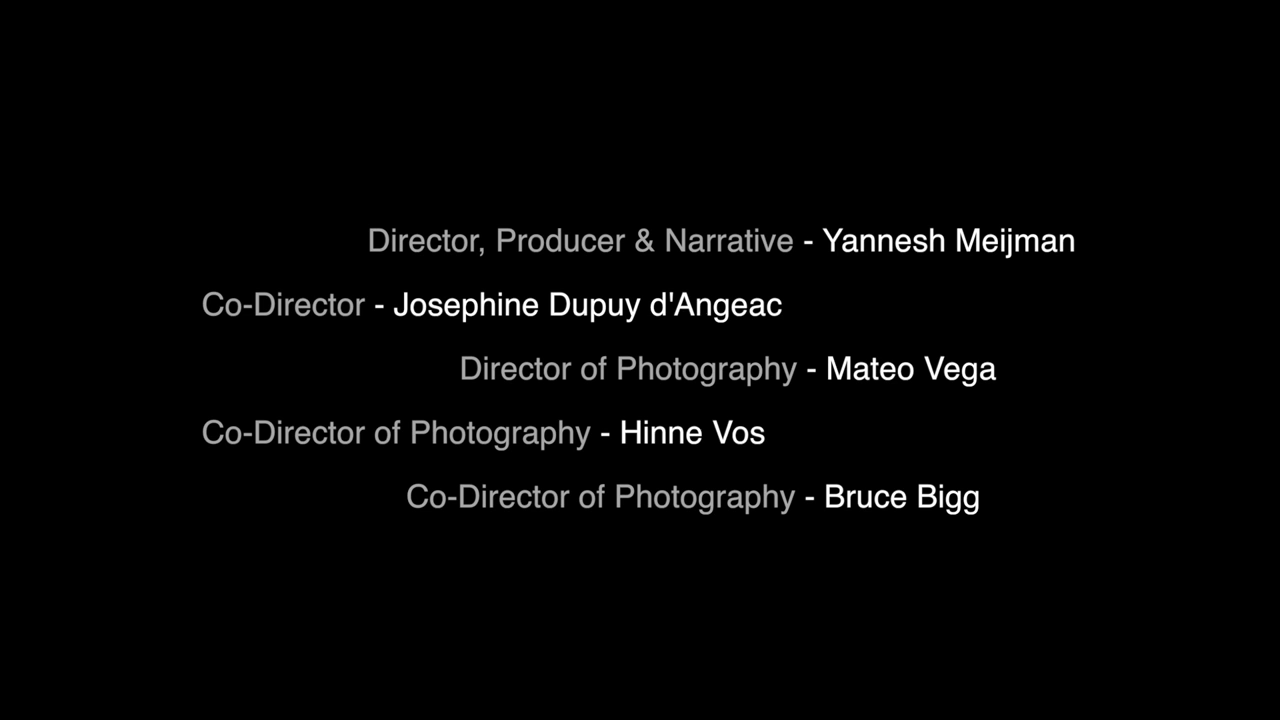 Director, Producer & Narrative - Yannesh Meijman
Co-Director - Josephine Dupuy d'Angeac
Director of Photography - Mateo Vega
Co-Director of Photography - Hinne Vos
Co-Director of Photography - Bruce Bigg